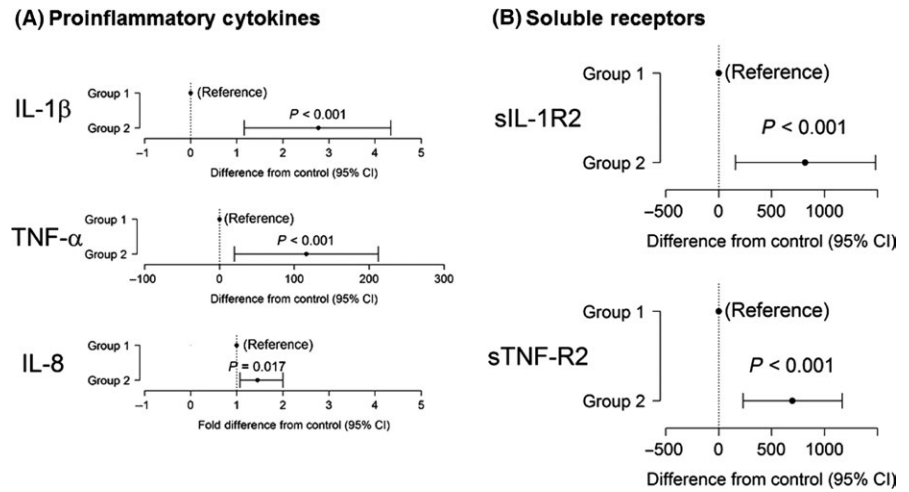 (A) Proinflammatory cytokines
IL-1β
Group 1
(Reference)
P < 0.001
Group 2
–1 0 1 2 3 4 5
Difference from control (95% CI)
TNF-α
Group 1
(Reference)
P < 0.001
Group 2
–100 0 100 200 300
Difference from control (95% CI)
IL-8
Group 1
(Reference)
P = 0.017
Group 2
–1 0 1 2 3 4 5
Fold difference from control (95% CI)
(B) Soluble receptors
sIL-1R2
Group 1
(Reference)
P < 0.001
Group 2
–500 0 500 1000
Difference from control (95% CI)
sTNF-R2
Group 1
(Reference)
P < 0.001
Group 2
–500 0 500 1000
Difference from control (95% CI)